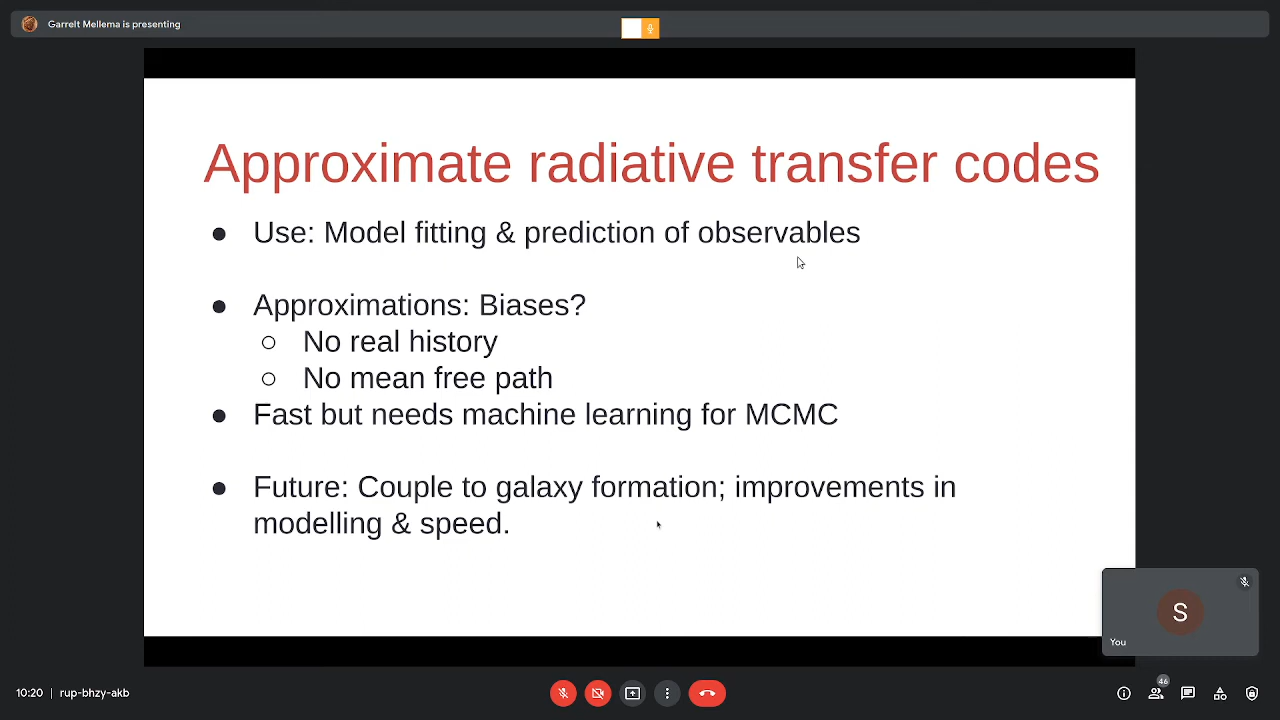 Garrelt Mellema is presenting
Approximate radiative transfer codes
● Use: Model fitting & prediction of observables
● Approximations: Biases?
○ No real history
○ No mean free path
● Fast but needs machine learning for MCMC
● Future: Couple to galaxy formation; improvements in
modelling & speed.
S
You
10:20 | rup-bhzy-akb
46